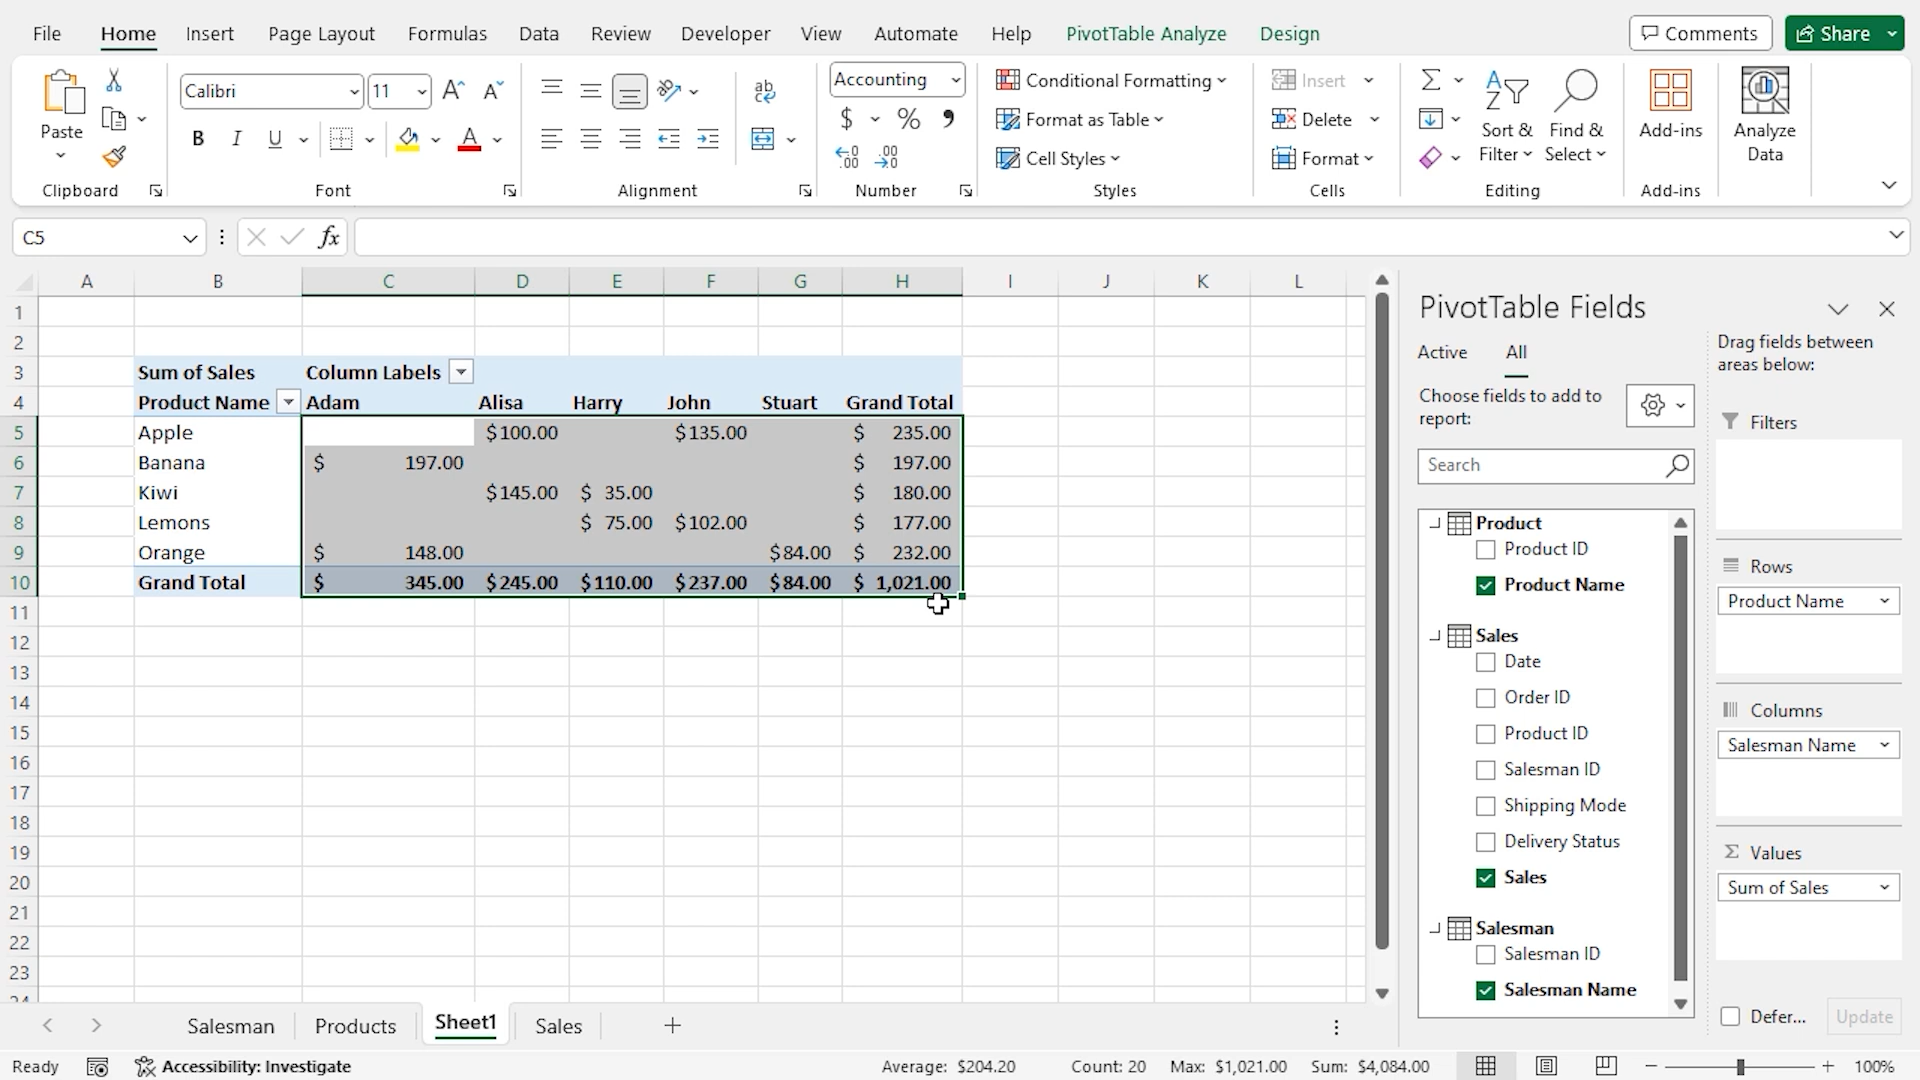 File Home Insert Page Layout Formulas Data Review Developer View Automate Help PivotTable Analyze Design Comments Share
Paste
Clipboard
Calibri 11
B I U A
Font
ab
Alignment
Accounting
$ % 9
.00 .00
Number
Conditional Formatting
Format as Table
Cell Styles
Styles
Insert
Delete
Format
Cells
Sort & Filter
Find & Select
Editing
Add-ins
Add-ins
Analyze Data
C5 fx
A B C D E F G H I J K L
1
2
3 Sum of Sales Column Labels
4 Product Name Adam Alisa Harry John Stuart Grand Total
5 Apple $100.00 $135.00 $ 235.00
6 Banana $ 197.00 $ 197.00
7 Kiwi $145.00 $ 35.00 $ 180.00
8 Lemons $ 75.00 $102.00 $ 177.00
9 Orange $ 148.00 $84.00 $ 232.00
10 Grand Total $ 345.00 $245.00 $110.00 $237.00 $84.00 $ 1,021.00
11
12
13
14
15
16
17
18
19
20
21
22
23
24
PivotTable Fields
Active All
Choose fields to add to
report:
Search
Product
Product ID
Product Name
Sales
Date
Order ID
Product ID
Salesman ID
Shipping Mode
Delivery Status
Sales
Salesman
Salesman ID
Salesman Name
Drag fields between
areas below:
Filters
Rows
Product Name
Columns
Salesman Name
Σ Values
Sum of Sales
Defer... Update
Salesman Products Sheet1 Sales +
Ready Accessibility: Investigate Average: $204.20 Count: 20 Max: $1,021.00 Sum: $4,084.00 100%